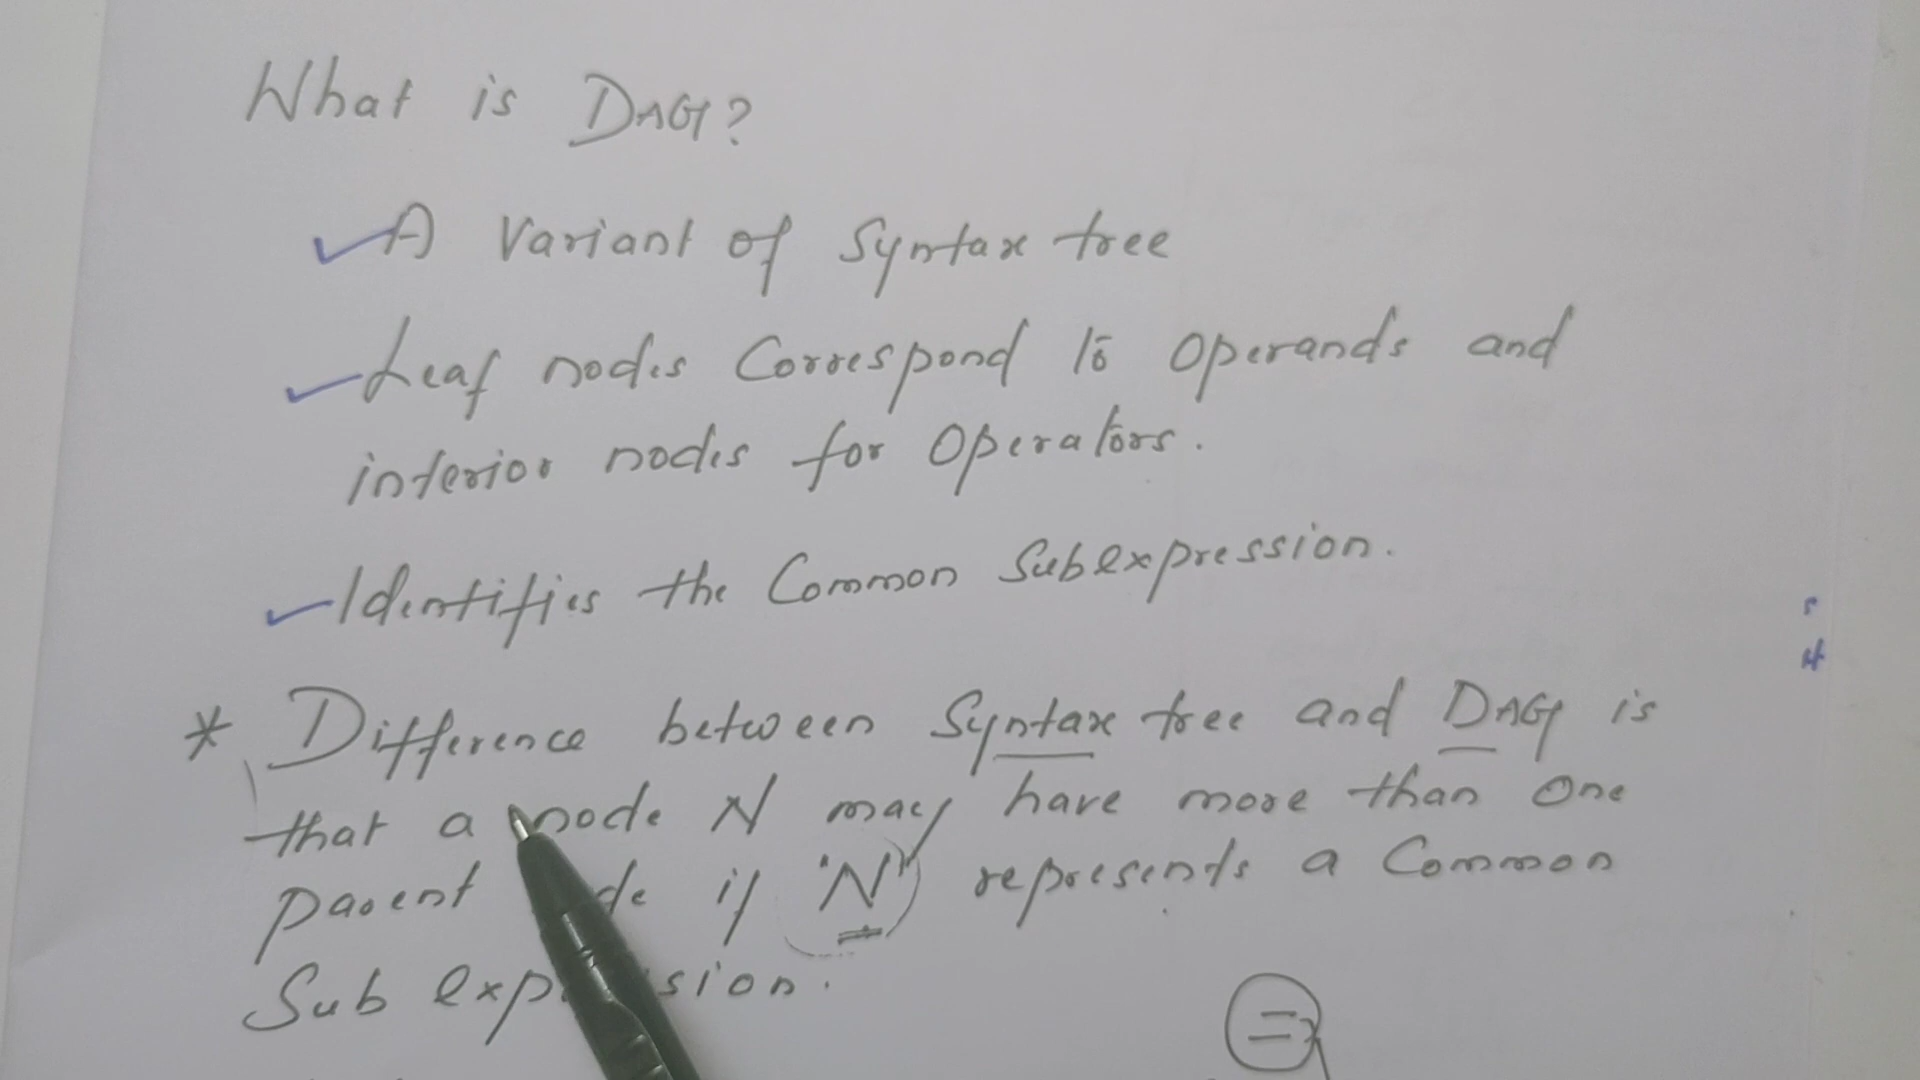 What is DAG?
A Variant of Syntax tree
Leaf nodes Correspond to Operands and
interior nodes for Operators.
Identifies the Common Subexpression.
* Difference between Syntax tree and DAG is
that a node N may have more than One
parent if 'N' represents a Common
Sub
=